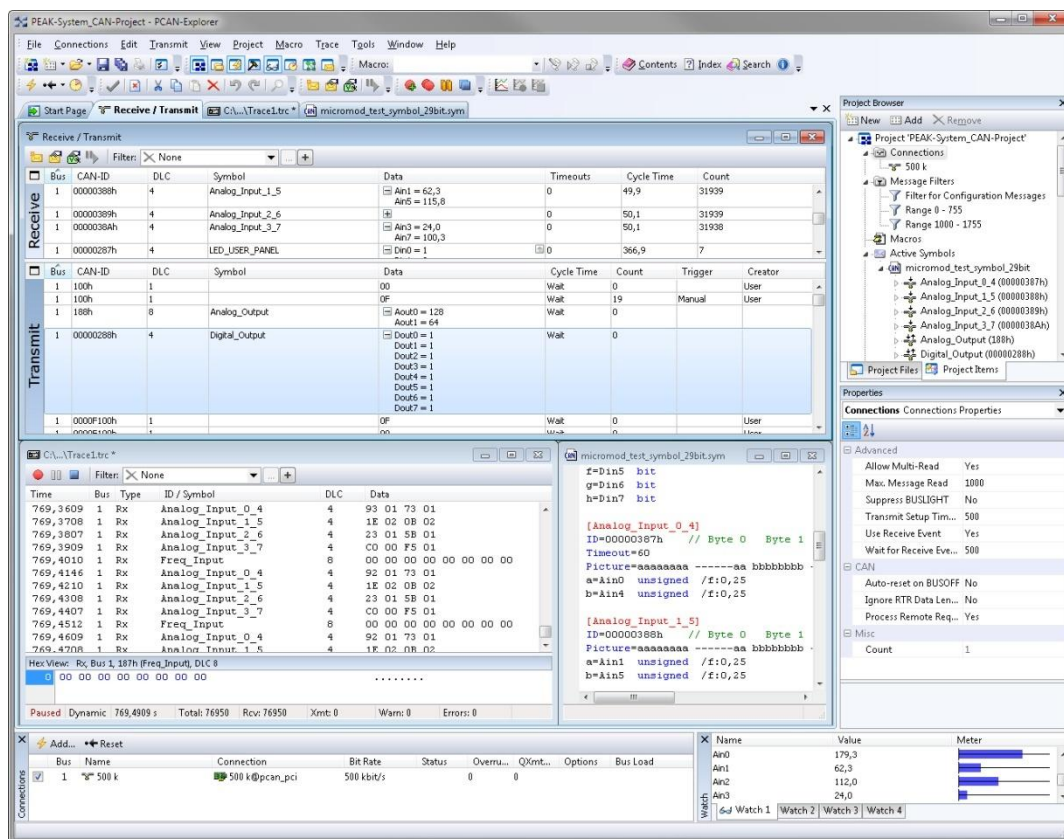 PEAK-System_CAN-Project - PCAN-Explorer
File Connections Edit Transmit View Project Macro Trace Tools Window Help
Macro: Contents Index Search
Start Page Receive / Transmit C:\...\Trace1.trc * micromod_test_symbol_29bit.sym
Receive / Transmit
Filter: None
Receive
Bus CAN-ID DLC Symbol Data Timeouts Cycle Time Count
1 00000388h 4 Analog_Input_1_5 Ain1 = 62,3 0 49,9 31939
Ain5 = 115,8
1 00000389h 4 Analog_Input_2_6 0 50,1 31939
1 0000038Ah 4 Analog_Input_3_7 Ain3 = 24,0 0 50,1 31938
Ain7 = 100,3
1 00000287h 4 LED_USER_PANEL Din0 = 1 0 366,9 7
Transmit
Bus CAN-ID DLC Symbol Data Cycle Time Count Trigger Creator
1 100h 1 00 Wait 0 User
1 100h 1 0F Wait 19 Manual User
1 188h 8 Analog_Output Aout0 = 128 Wait 0
Aout1 = 64
1 00000288h 4 Digital_Output Dout0 = 1 Wait 0
Dout1 = 1
Dout2 = 1
Dout3 = 1
Dout4 = 1
Dout5 = 1
Dout6 = 1
Dout7 = 1
1 0000F100h 1 0F Wait 0 User
1 0000F100h 1 00 Wait 0 User
C:\...\Trace1.trc *
Filter: None
Time Bus Type ID / Symbol DLC Data
769,3609 1 Rx Analog_Input_0_4 4 93 01 73 01
769,3708 1 Rx Analog_Input_1_5 4 1E 02 0B 02
769,3807 1 Rx Analog_Input_2_6 4 23 01 5B 01
769,3909 1 Rx Analog_Input_3_7 4 C0 00 F5 01
769,4010 1 Rx Freq_Input 8 00 00 00 00 00 00 00 00
769,4146 1 Rx Analog_Input_0_4 4 92 01 73 01
769,4210 1 Rx Analog_Input_1_5 4 1E 02 0B 02
769,4308 1 Rx Analog_Input_2_6 4 23 01 5B 01
769,4407 1 Rx Analog_Input_3_7 4 C0 00 F5 01
769,4512 1 Rx Freq_Input 8 00 00 00 00 00 00 00 00
769,4609 1 Rx Analog_Input_0_4 4 92 01 73 01
769,4708 1 Rx Analog_Input_1_5 4 1E 02 0B 02
Hex View: Rx, Bus 1, 187h (Freq_Input), DLC 8
0 00 00 00 00 00 00 00 00 ........
Paused Dynamic 769,4909 s Total: 76950 Rcv: 76950 Xmt: 0 Warn: 0 Errors: 0
micromod_test_symbol_29bit.sym
f=Din5 bit
g=Din6 bit
h=Din7 bit
[Analog_Input_0_4]
ID=00000387h // Byte 0 Byte 1
Timeout=60
Picture=aaaaaaaa ------aa bbbbbbbb -
a=Ain0 unsigned /f:0,25
b=Ain4 unsigned /f:0,25
[Analog_Input_1_5]
ID=00000388h // Byte 0 Byte 1
Picture=aaaaaaaa ------aa bbbbbbbb -
a=Ain1 unsigned /f:0,25
b=Ain5 unsigned /f:0,25
Project Browser
New Add Remove
Project 'PEAK-System_CAN-Project'
Connections
500 k
Message Filters
Filter for Configuration Messages
Range 0 - 755
Range 1000 - 1755
Macros
Active Symbols
micromod_test_symbol_29bit
Analog_Input_0_4 (00000387h)
Analog_Input_1_5 (00000388h)
Analog_Input_2_6 (00000389h)
Analog_Input_3_7 (0000038Ah)
Analog_Output (188h)
Digital_Output (00000288h)
Project Files Project Items
Properties
Connections Connections Properties
Advanced
Allow Multi-Read Yes
Max. Message Read 1000
Suppress BUSLIGHT No
Transmit Setup Tim... 500
Use Receive Event Yes
Wait for Receive Eve... 500
CAN
Auto-reset on BUSOFF No
Ignore RTR Data Len... No
Process Remote Req... Yes
Misc
Count 1
Connections
Add... Reset
Bus Name Connection Bit Rate Status Overru... QXmt... Options Bus Load
1 500 k 500 k@pcan_pci 500 kbit/s 0 0
Watch
Name Value Meter
Ain0 179,3
Ain1 62,3
Ain2 112,0
Ain3 24,0
Watch 1 Watch 2 Watch 3 Watch 4